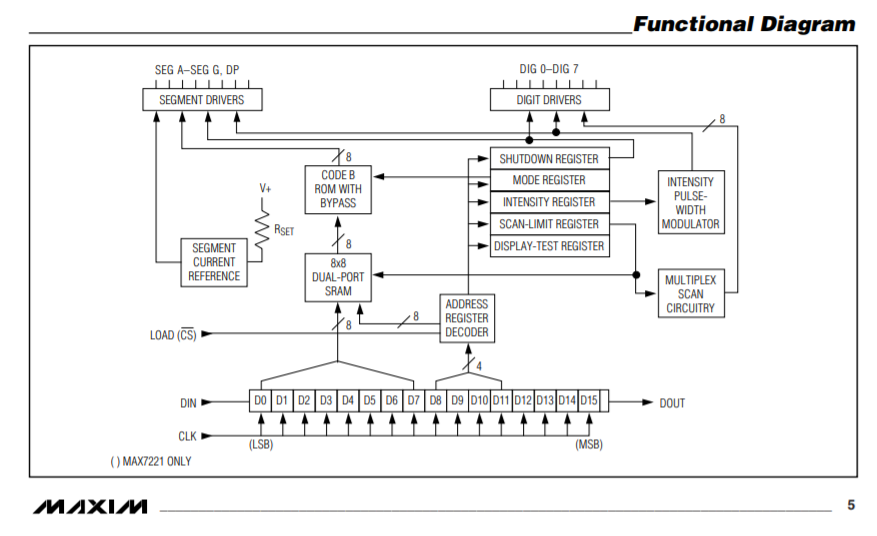 Functional Diagram
SEG A–SEG G, DP
DIG 0–DIG 7
SEGMENT DRIVERS
DIGIT DRIVERS
8
8
CODE B
ROM WITH
BYPASS
SHUTDOWN REGISTER
MODE REGISTER
INTENSITY REGISTER
SCAN-LIMIT REGISTER
DISPLAY-TEST REGISTER
INTENSITY
PULSE-
WIDTH
MODULATOR
V+
RSET
SEGMENT
CURRENT
REFERENCE
8
8x8
DUAL-PORT
SRAM
MULTIPLEX
SCAN
CIRCUITRY
ADDRESS
REGISTER
DECODER
8
8
LOAD (C̅S̅)
4
DIN
D0 D1 D2 D3 D4 D5 D6 D7 D8 D9 D10 D11 D12 D13 D14 D15
DOUT
CLK
(LSB)
(MSB)
( ) MAX7221 ONLY
MAXIM
5